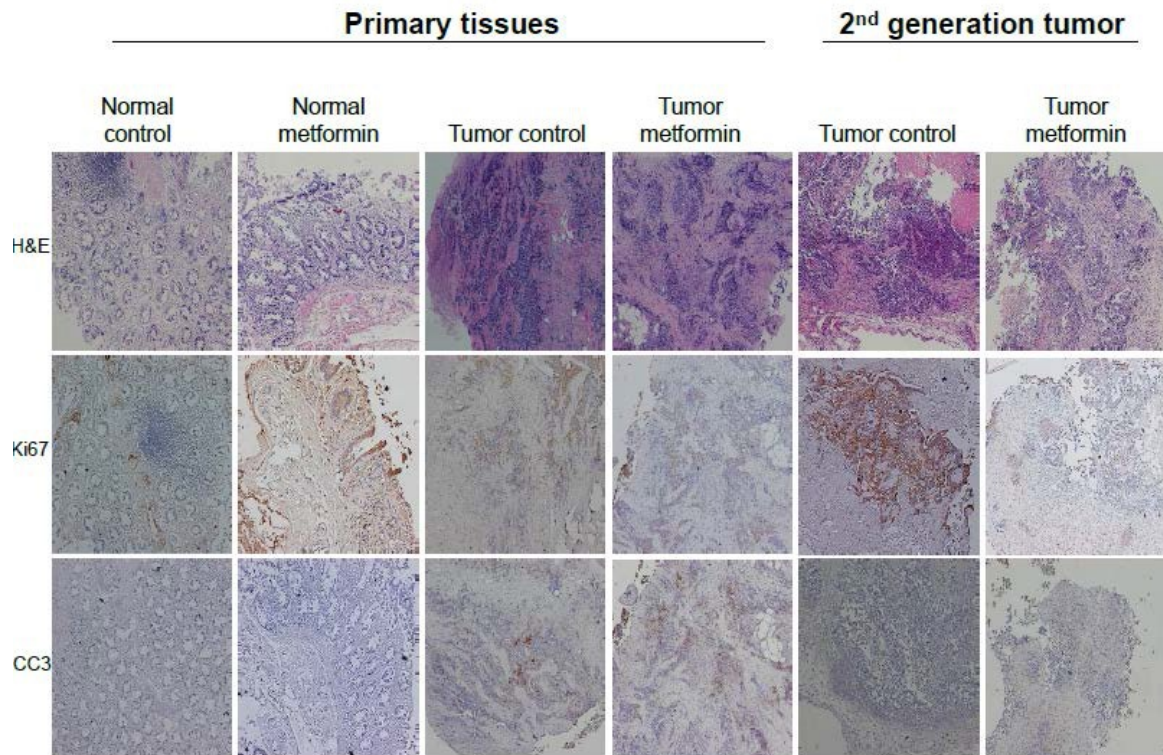 Primary tissues
2nd generation tumor
Normal control
Normal metformin
Tumor control
Tumor metformin
Tumor control
Tumor metformin
H&E
Ki67
CC3